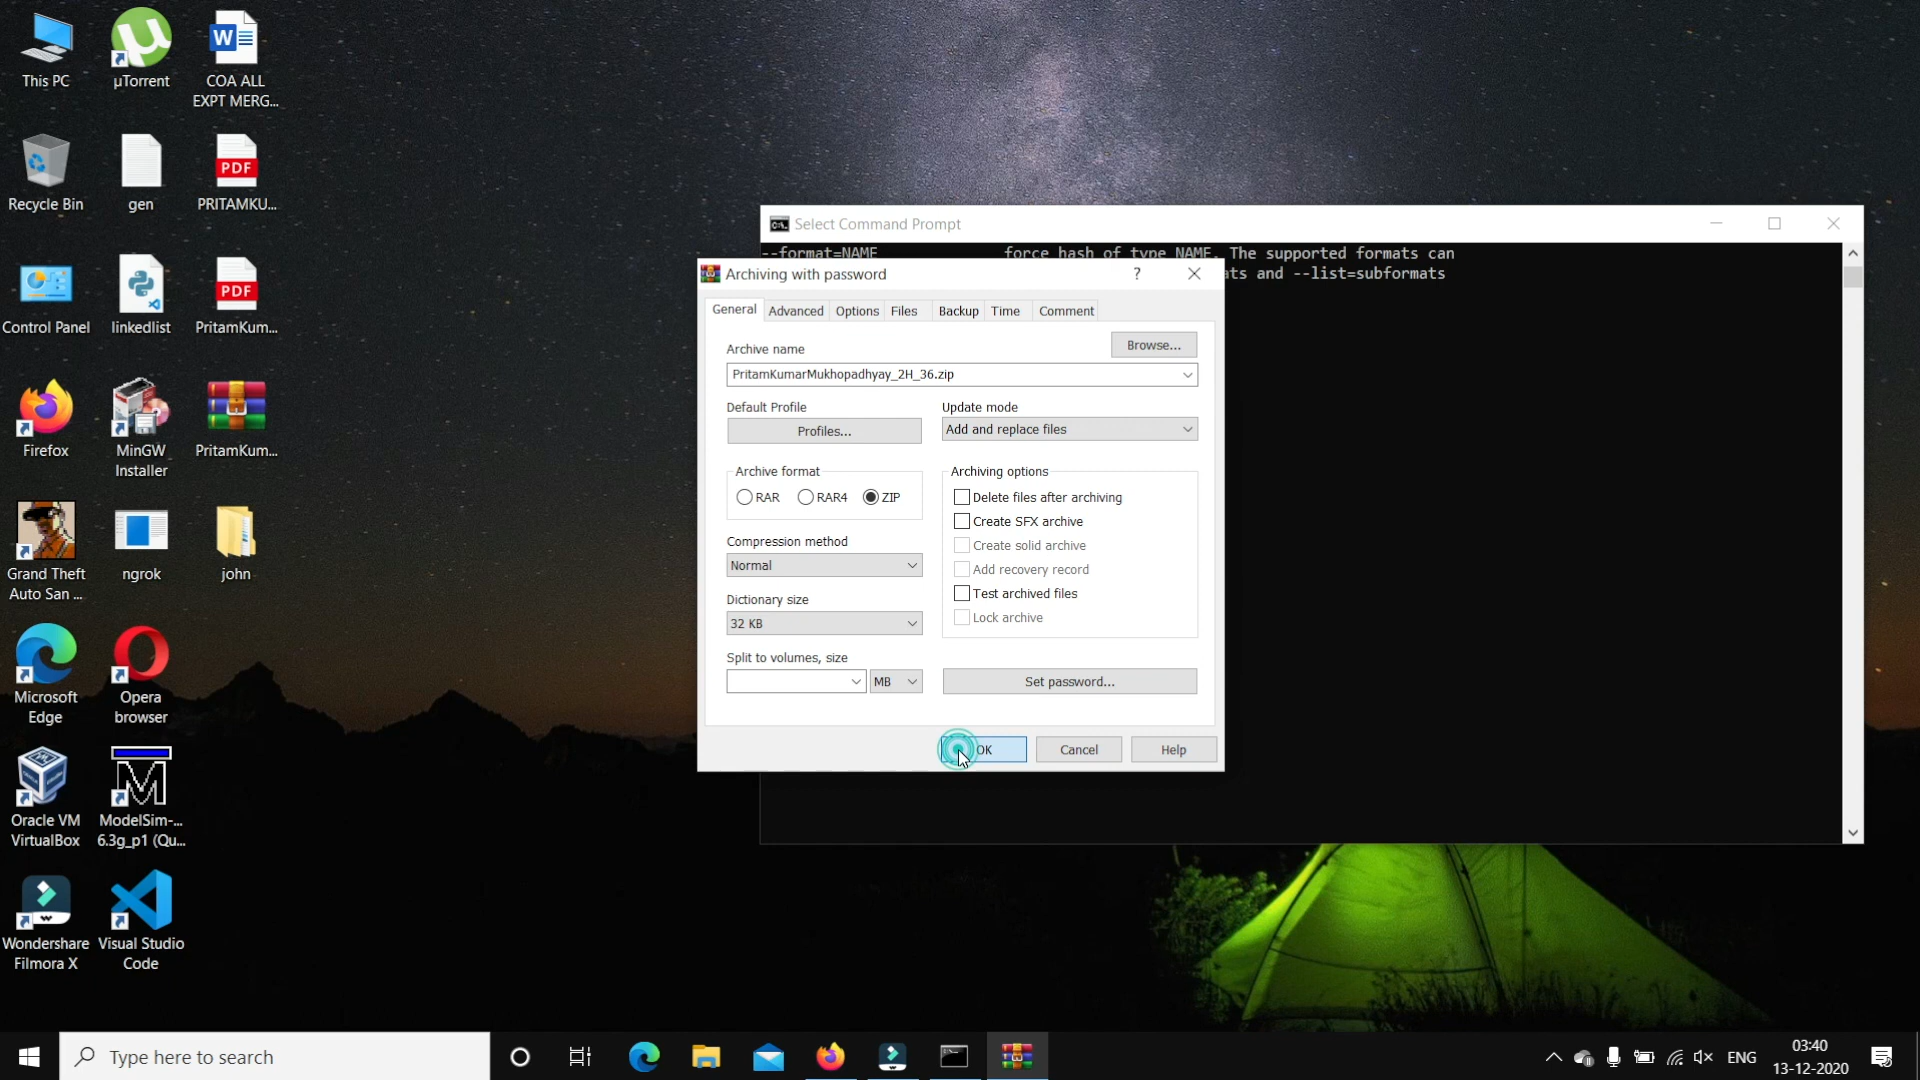 This PC
µTorrent
COA ALL
EXPT MERG...
Recycle Bin
gen
PRITAMKU...
Control Panel
linkedlist
PritamKum...
Firefox
MinGW
Installer
PritamKum...
Grand Theft
Auto San ...
ngrok
john
Microsoft
Edge
Opera
browser
Oracle VM
VirtualBox
ModelSim-...
6.3g_p1 (Qu...
Wondershare
Filmora X
Visual Studio
Code
W
PDF
PDF
Select Command Prompt
--format=NAME force hash of type NAME. The supported formats can
ts and --list=subformats
Archiving with password
?
General Advanced Options Files Backup Time Comment
Archive name
Browse...
PritamKumarMukhopadhyay_2H_36.zip
Default Profile
Profiles...
Update mode
Add and replace files
Archive format
RAR RAR4 ZIP
Compression method
Normal
Dictionary size
32 KB
Split to volumes, size
MB
Archiving options
Delete files after archiving
Create SFX archive
Create solid archive
Add recovery record
Test archived files
Lock archive
Set password...
OK
Cancel
Help
Type here to search
ENG
03:40
13-12-2020